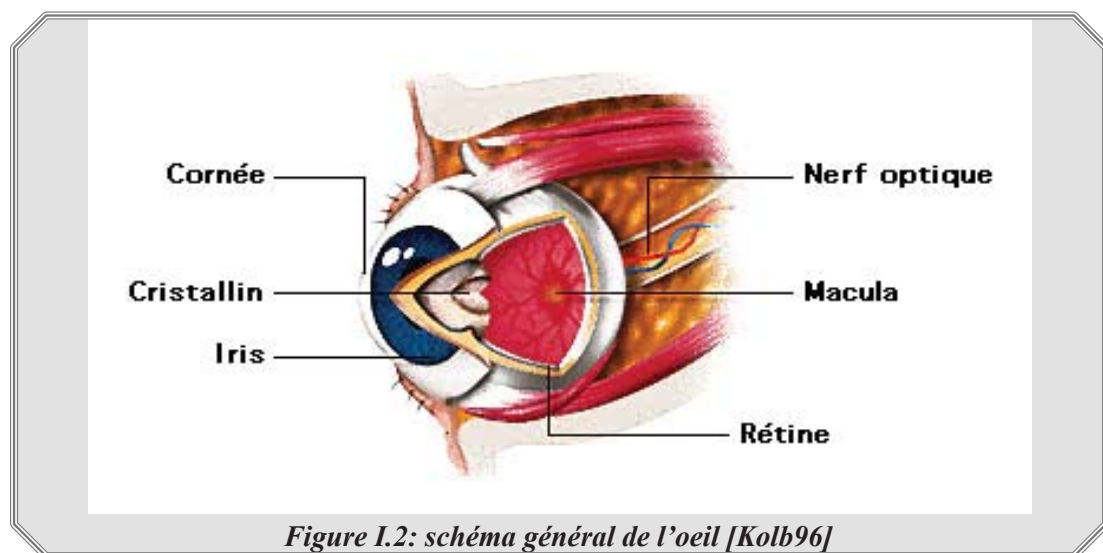 Cornée
Nerf optique
Cristallin
Macula
Iris
Rétine
Figure I.2: schéma général de l’oeil [Kolb96]